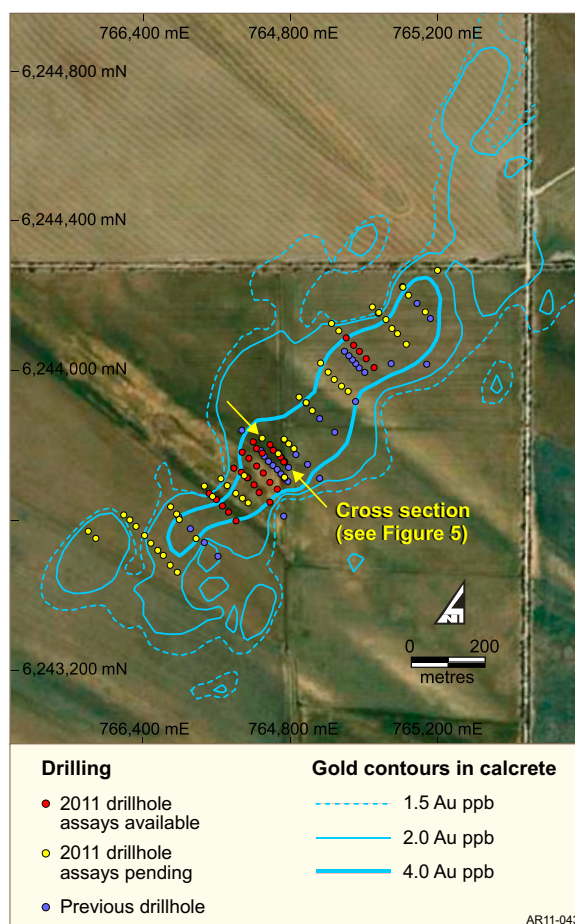 766,400 mE 764,800 mE 765,200 mE
6,244,800 mN
6,244,400 mN
6,244,000 mN
Cross section
(see Figure 5)
N
0 200
metres
6,243,200 mN
766,400 mE 764,800 mE 765,200 mE
Drilling
2011 drillhole
assays available
2011 drillhole
assays pending
Previous drillhole
Gold contours in calcrete
1.5 Au ppb
2.0 Au ppb
4.0 Au ppb
AR11-043